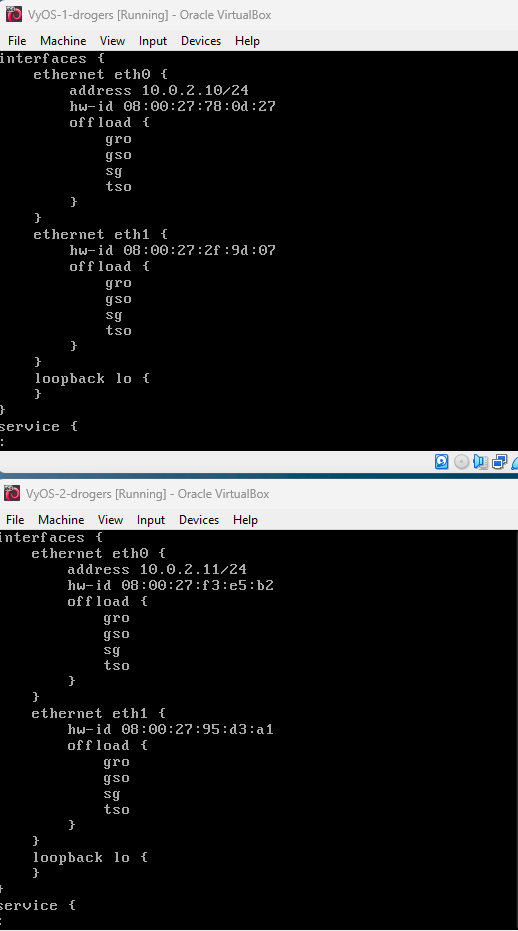 VyOS-1-drogers [Running] - Oracle VirtualBox
File Machine View Input Devices Help
interfaces {
    ethernet eth0 {
        address 10.0.2.10/24
        hw-id 08:00:27:78:0d:27
        offload {
            gro
            gso
            sg
            tso
        }
    }
    ethernet eth1 {
        hw-id 08:00:27:2f:9d:07
        offload {
            gro
            gso
            sg
            tso
        }
    }
    loopback lo {
    }
}
service {
:
VyOS-2-drogers [Running] - Oracle VirtualBox
File Machine View Input Devices Help
interfaces {
    ethernet eth0 {
        address 10.0.2.11/24
        hw-id 08:00:27:f3:e5:b2
        offload {
            gro
            gso
            sg
            tso
        }
    }
    ethernet eth1 {
        hw-id 08:00:27:95:d3:a1
        offload {
            gro
            gso
            sg
            tso
        }
    }
    loopback lo {
    }
}
service {
: